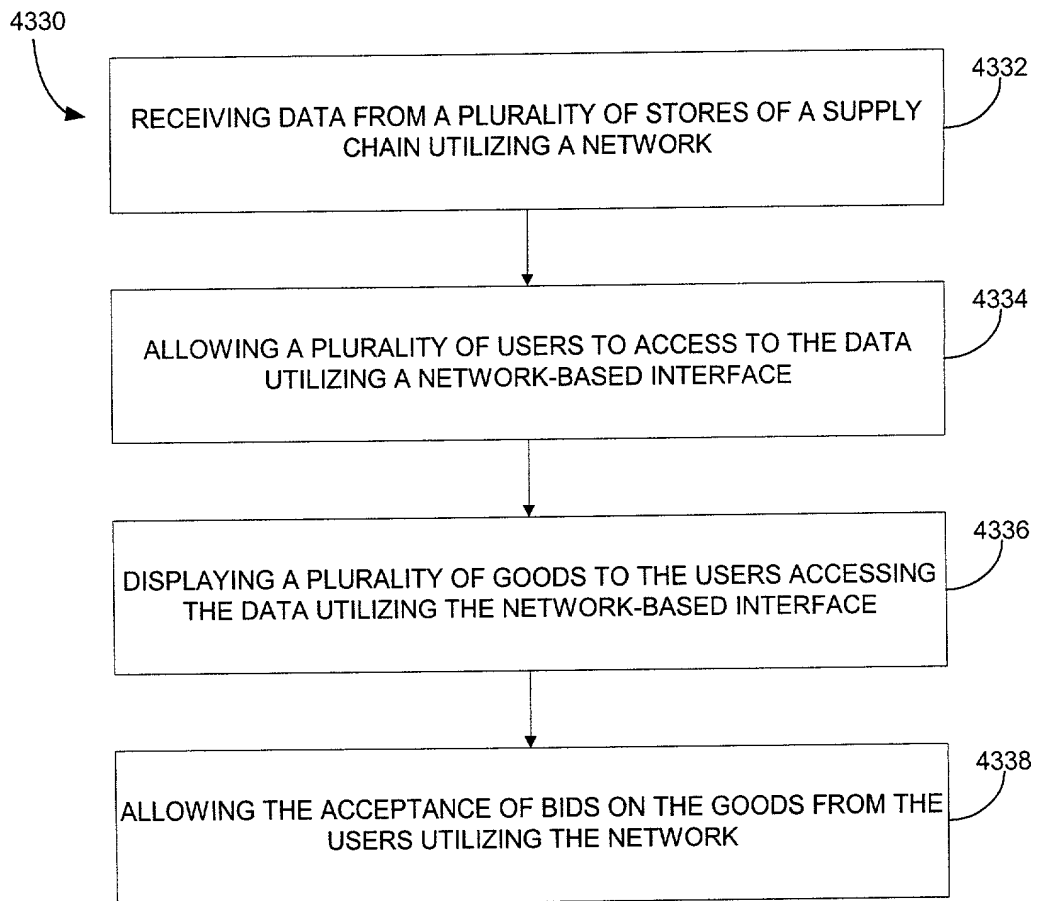 4330
4332
RECEIVING DATA FROM A PLURALITY OF STORES OF A SUPPLY
CHAIN UTILIZING A NETWORK
4334
ALLOWING A PLURALITY OF USERS TO ACCESS TO THE DATA
UTILIZING A NETWORK-BASED INTERFACE
4336
DISPLAYING A PLURALITY OF GOODS TO THE USERS ACCESSING
THE DATA UTILIZING THE NETWORK-BASED INTERFACE
4338
ALLOWING THE ACCEPTANCE OF BIDS ON THE GOODS FROM THE
USERS UTILIZING THE NETWORK